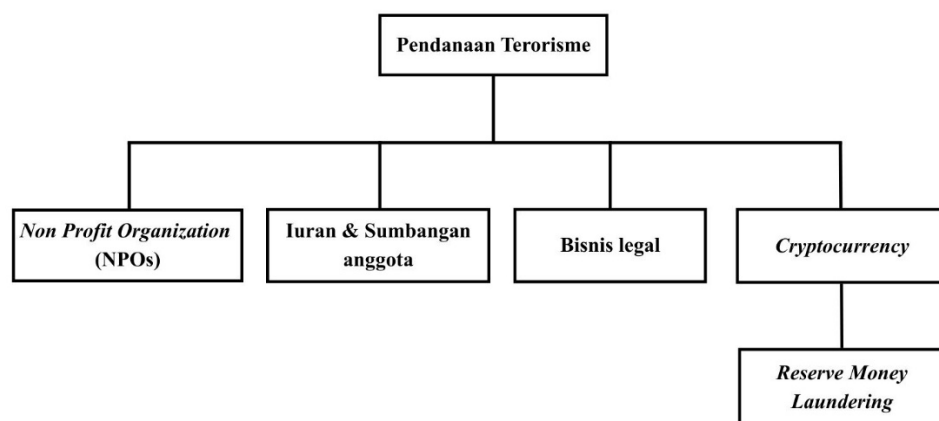 Pendanaan Terorisme
Non Profit Organization
(NPOs)
Iuran & Sumbangan
anggota
Bisnis legal
Cryptocurrency
Reserve Money
Laundering